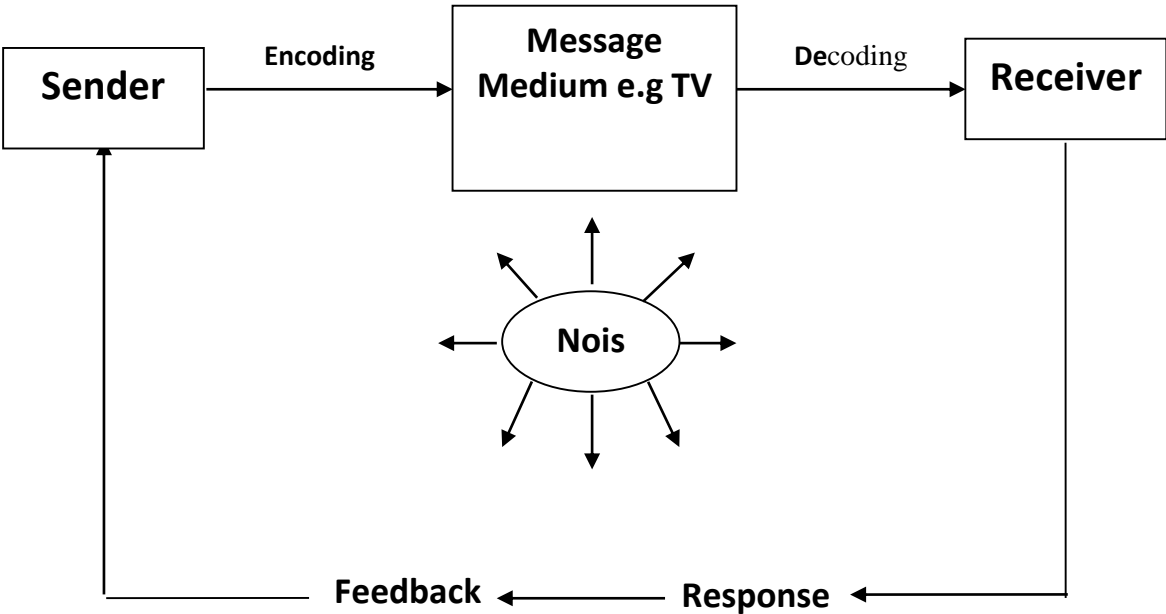 Sender
Encoding
Message
Medium e.g TV
Decoding
Receiver
Nois
Feedback
Response